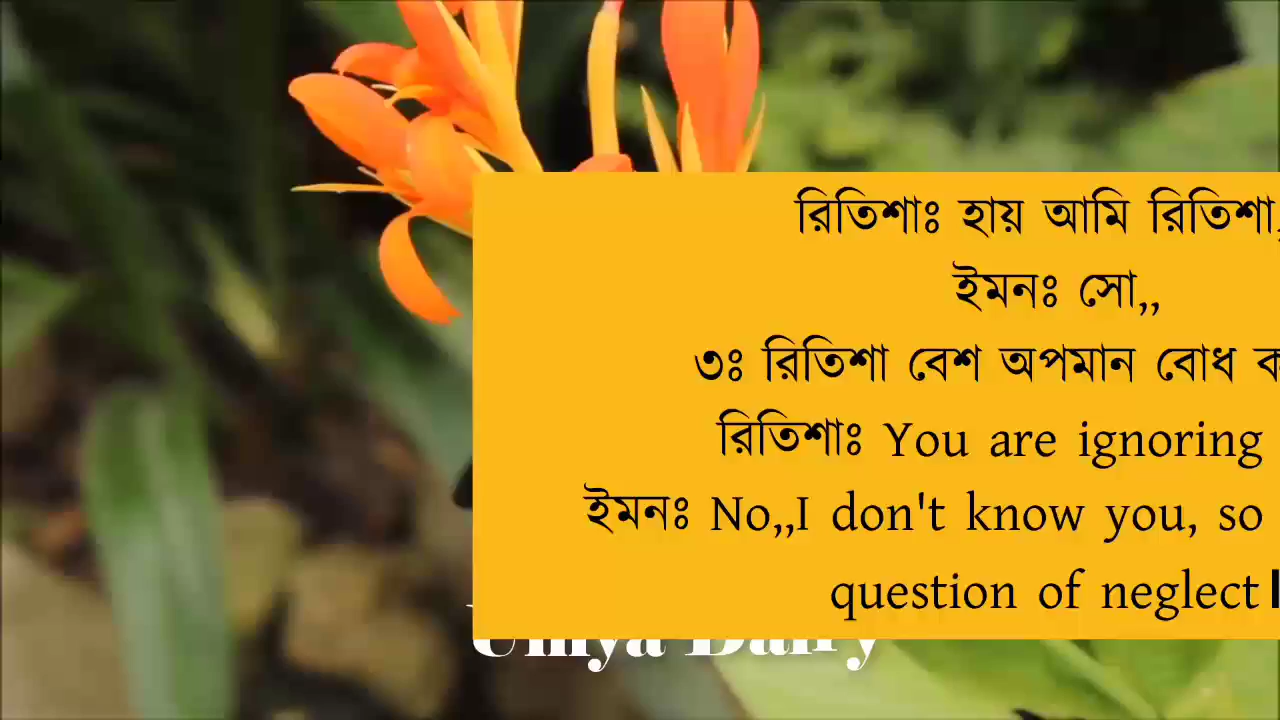 রিতিশাঃ হায় আমি রিতিশা,
ইমনঃ সো,,
৩ঃ রিতিশা বেশ অপমান বোধ
রিতিশাঃ You are ignoring
ইমনঃ No,,I don't know you, so
question of neglect।